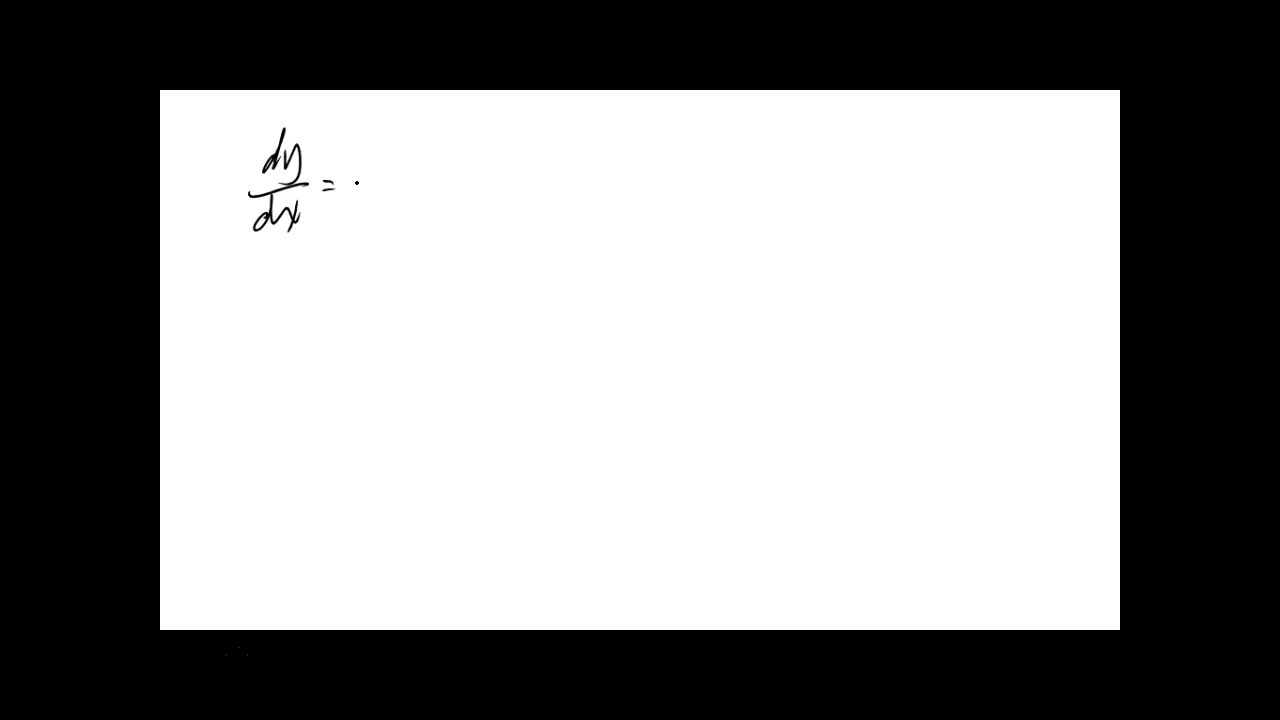 dy/dx =